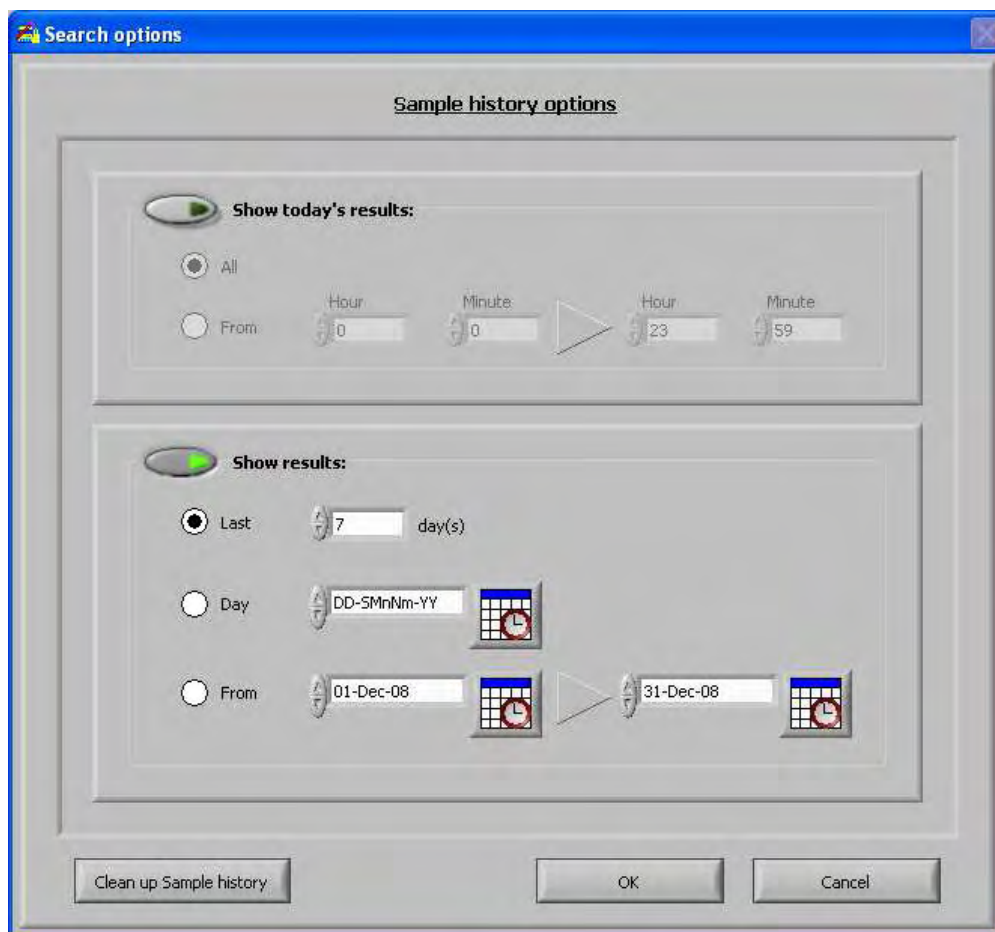 Search options
Sample history options
Show today's results:
All
Hour Minute Hour Minute
From 0 0 23 59
Show results:
Last 7 day(s)
Day DD-SMnNm-YY
From 01-Dec-08 31-Dec-08
Clean up Sample history OK Cancel